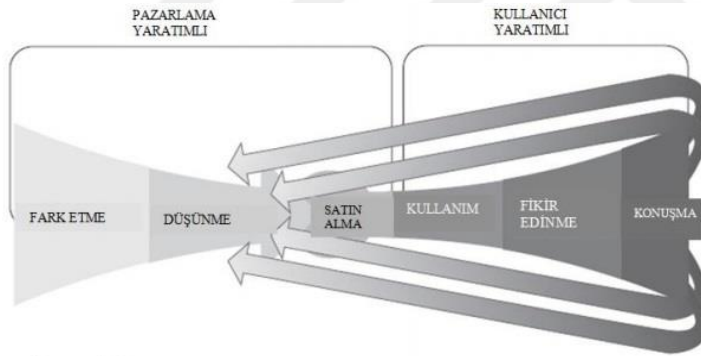 PAZARLAMA
YARATIMLI
KULLANICI
YARATIMLI
FARK ETME
DÜŞÜNME
SATIN
ALMA
KULLANIM
FİKİR
EDİNME
KONUŞMA